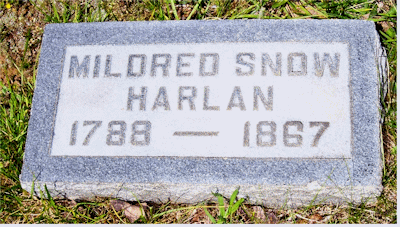 MILDRED SNOW
HARLAN
1788 — 1867